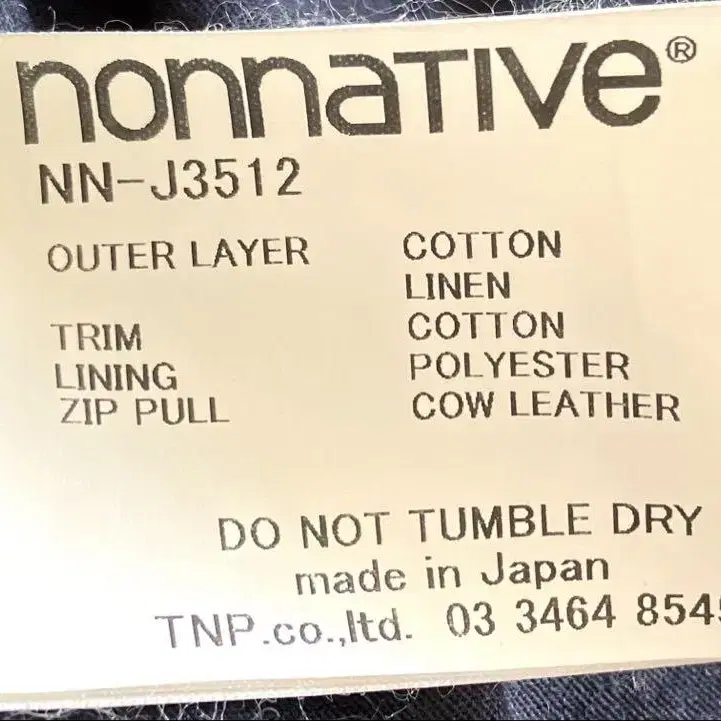 nonnative®
NN-J3512
OUTER LAYER COTTON
LINEN
TRIM COTTON
LINING POLYESTER
ZIP PULL COW LEATHER
DO NOT TUMBLE DRY
made in Japan
TNP.co.,ltd. 03 3464 854